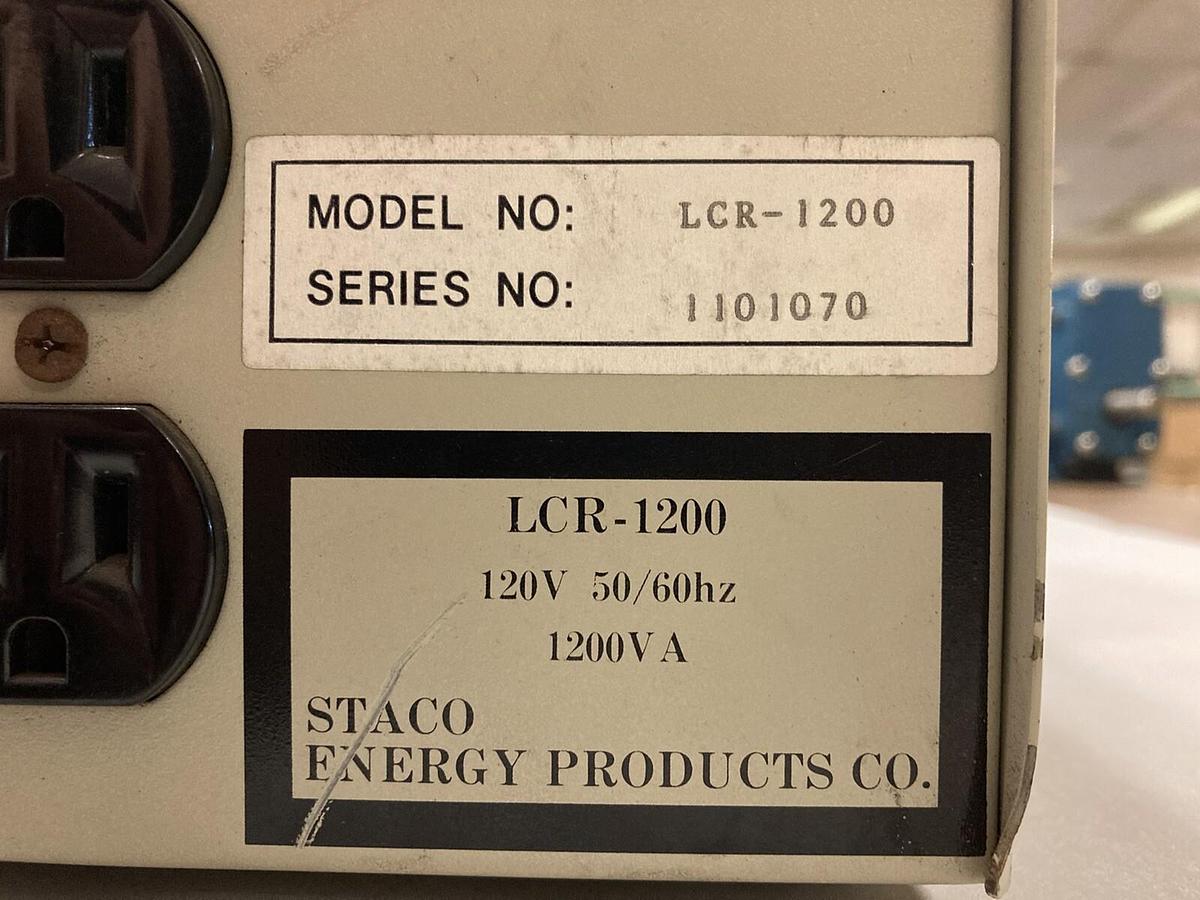 MODEL NO: LCR-1200
SERIES NO: 1101070
LCR-1200
120V 50/60hz
1200VA
STACO
ENERGY PRODUCTS CO.